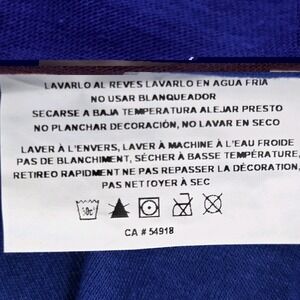 LAVARLO AL REVES LAVARLO EN AGUA FRIA
NO USAR BLANQUEADOR
SECARSE A BAJA TEMPERATURA ALEJAR PRESTO
NO PLANCHAR DECORACIÓN, NO LAVAR EN SECO
LAVER À L'ENVERS, LAVER À MACHINE À L'EAU FROIDE
PAS DE BLANCHIMENT, SÉCHER À BASSE TEMPÉRATURE,
RETIREO RAPIDMENT NE PAS REPASSER LA DÉCORATION,
PAS NETTOYER À SEC
CA # 54918